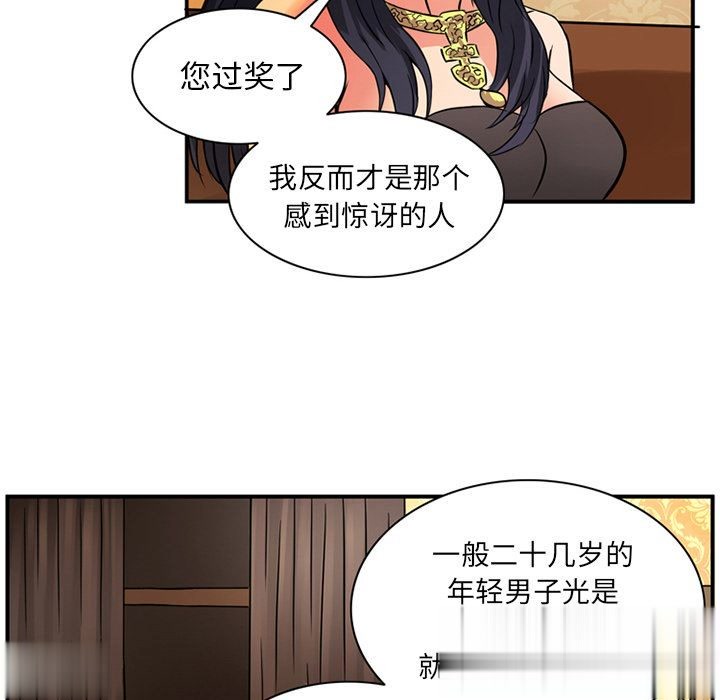 您过奖了
我反而才是那个
感到惊讶的人
一般二十几岁的
年轻男子光是
就